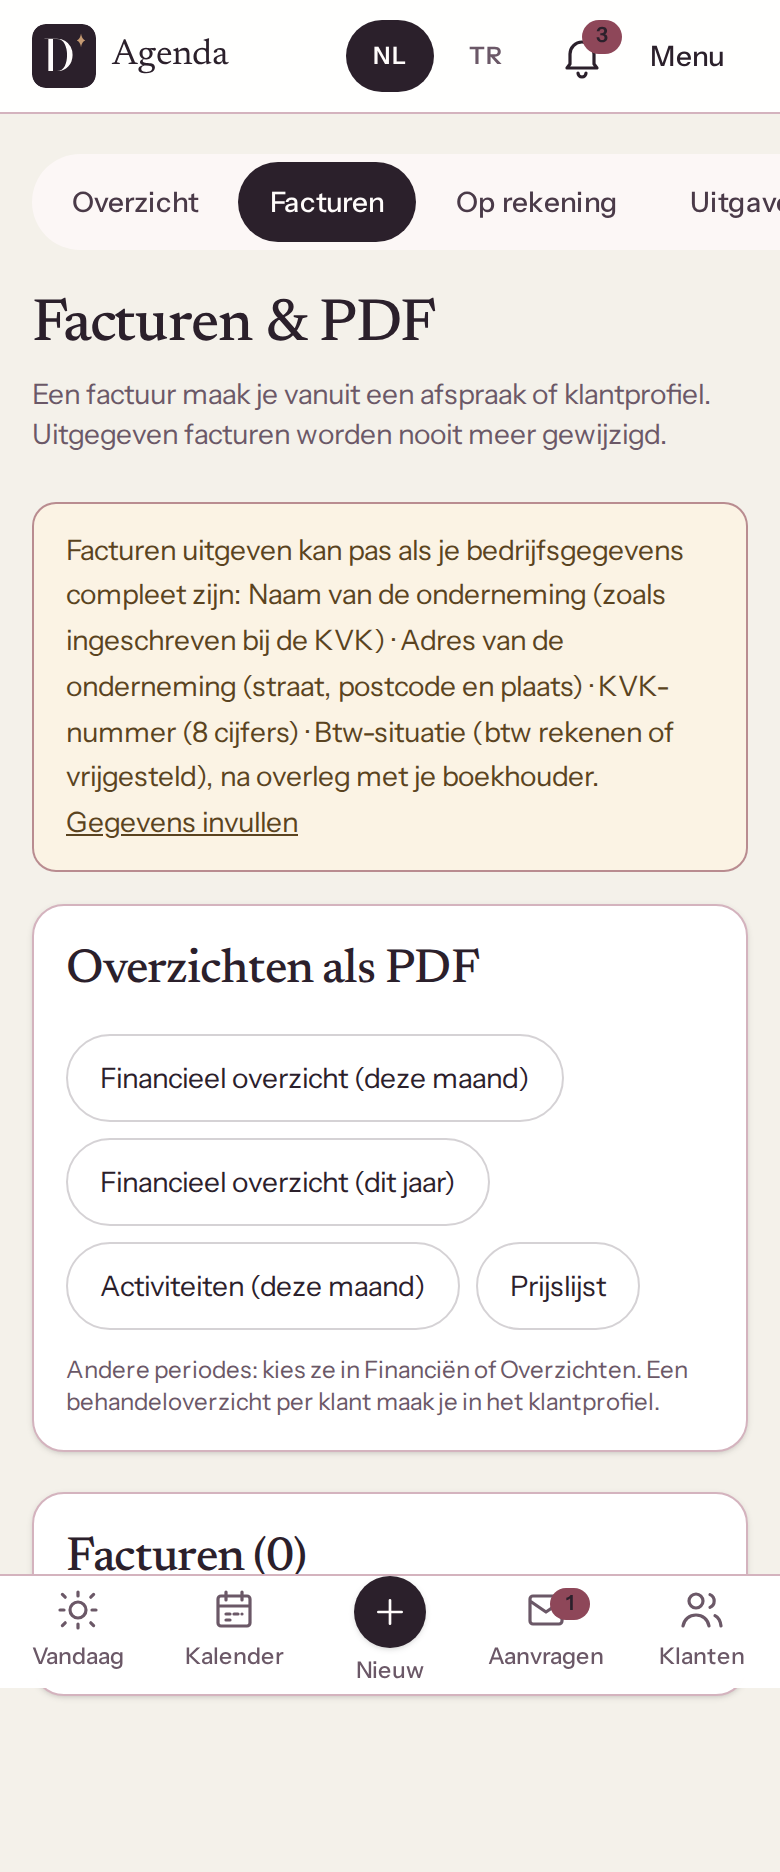 D Agenda NL TR 3 Menu
Overzicht Facturen Op rekening Uitgav
Facturen & PDF
Een factuur maak je vanuit een afspraak of klantprofiel.
Uitgegeven facturen worden nooit meer gewijzigd.
Facturen uitgeven kan pas als je bedrijfsgegevens
compleet zijn: Naam van de onderneming (zoals
ingeschreven bij de KVK) · Adres van de
onderneming (straat, postcode en plaats) · KVK-
nummer (8 cijfers) · Btw-situatie (btw rekenen of
vrijgesteld), na overleg met je boekhouder.
Gegevens invullen
Overzichten als PDF
Financieel overzicht (deze maand)
Financieel overzicht (dit jaar)
Activiteiten (deze maand) Prijslijst
Andere periodes: kies ze in Financiën of Overzichten. Een
behandeloverzicht per klant maak je in het klantprofiel.
Facturen (0)
1
Vandaag Kalender Nieuw Aanvragen Klanten